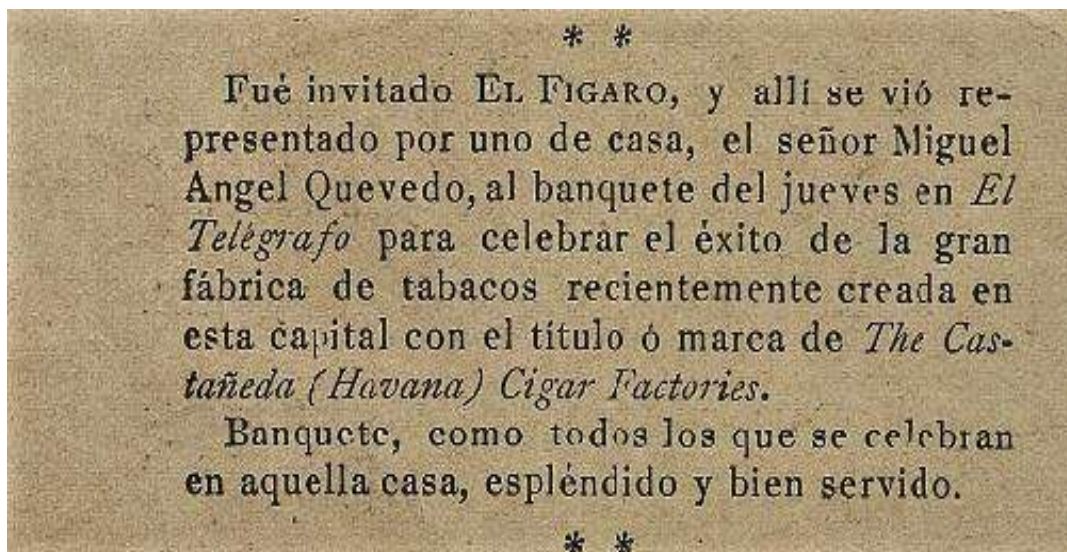 * *
Fué invitado EL FIGARO, y allí se vió re-
presentado por uno de casa, el señor Miguel
Angel Quevedo, al banquete del jueves en El
Telégrafo para celebrar el éxito de la gran
fábrica de tabacos recientemente creada en
esta capital con el título ó marca de The Cas-
tañeda (Havana) Cigar Factories.
Banquete, como todos los que se celebran
en aquella casa, espléndido y bien servido.
* *